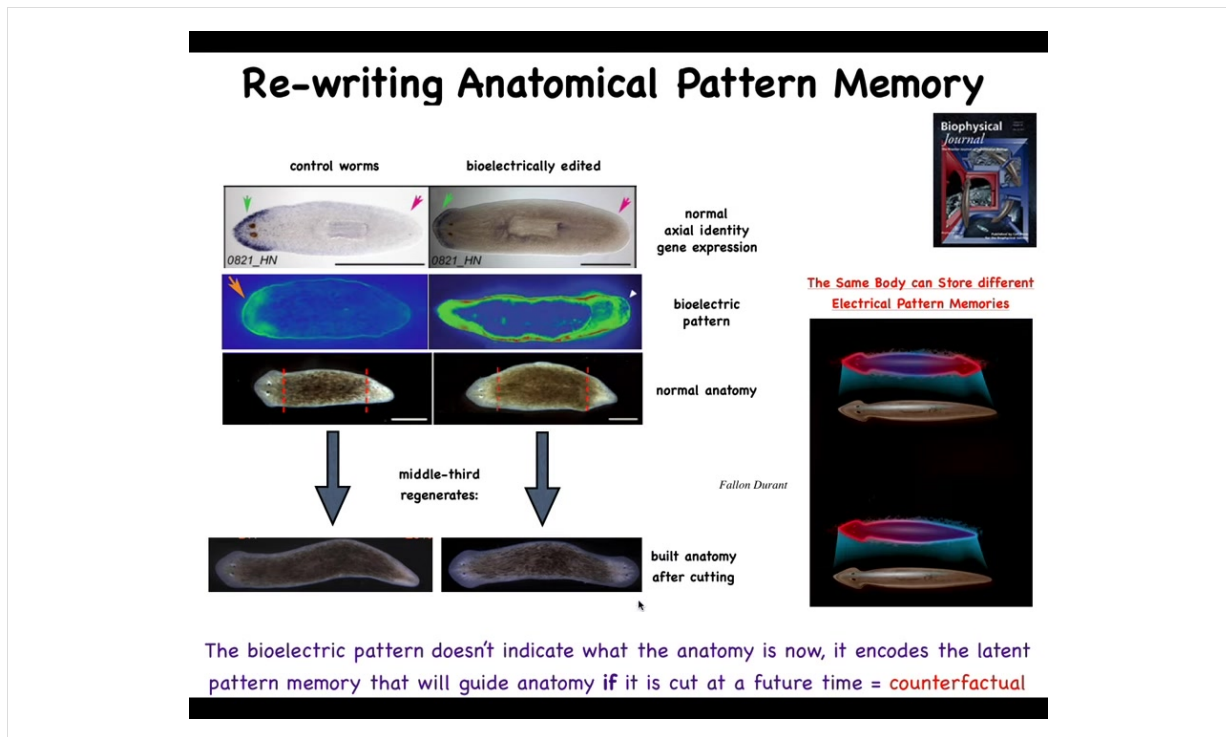 Re-writing Anatomical Pattern Memory
Biophysical
Journal
control worms
bioelectrically edited
normal
axial identity
gene expression
0821_HN
0821_HN
The Same Body can Store different
Electrical Pattern Memories
bioelectric
pattern
normal anatomy
middle-third
regenerates:
Fallon Durant
built anatomy
after cutting
The bioelectric pattern doesn't indicate what the anatomy is now, it encodes the latent
pattern memory that will guide anatomy if it is cut at a future time = counterfactual